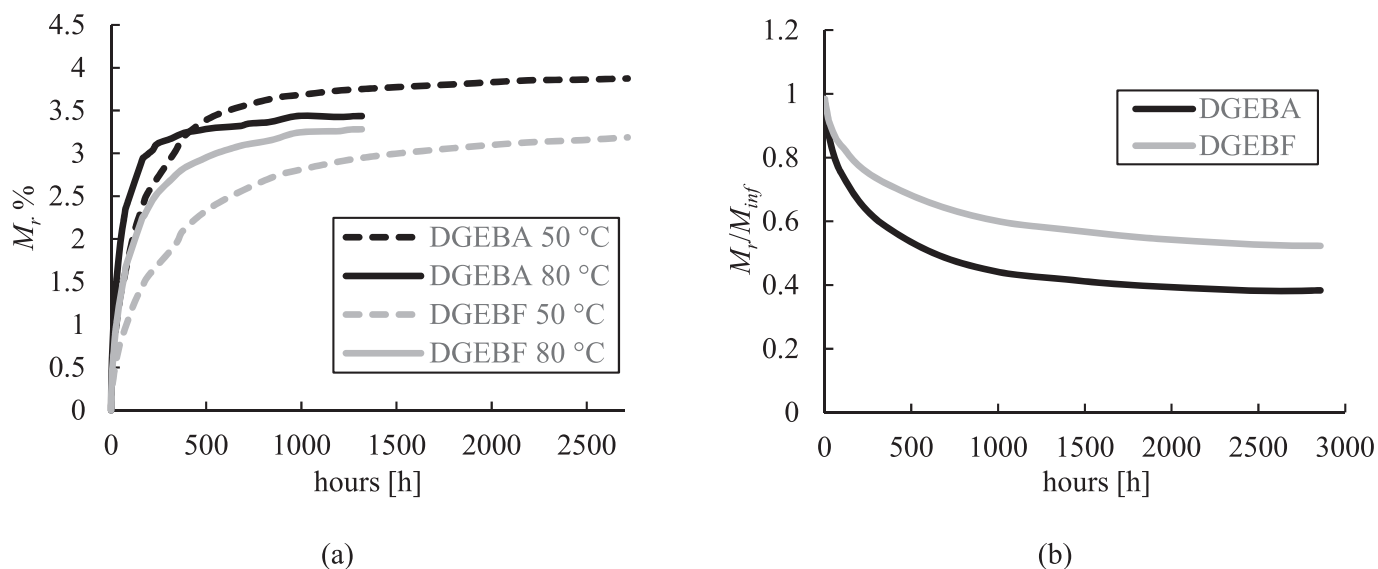 4.5
4
3.5
3
2.5
2
1.5
1
0.5
0
Mr %
0 500 1000 1500 2000 2500
hours [h]
DGEBA 50 °C
DGEBA 80 °C
DGEBF 50 °C
DGEBF 80 °C
(a)
1.2
1
0.8
0.6
0.4
0.2
0
Mr/Minf
0 500 1000 1500 2000 2500 3000
hours [h]
DGEBA
DGEBF
(b)